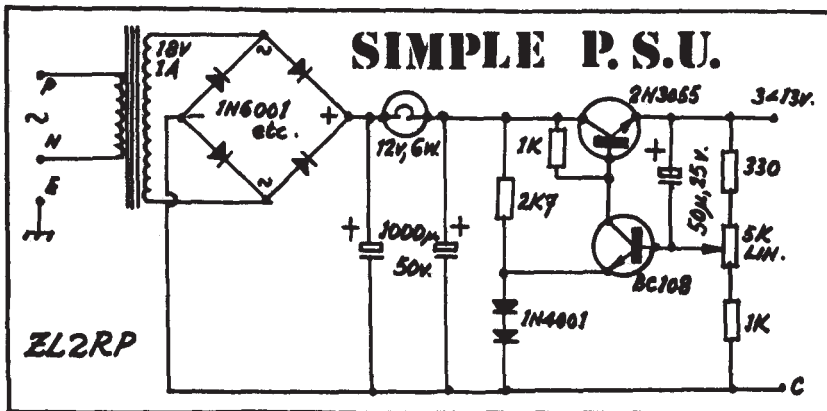 SIMPLE P. S. U.
18V
1A
P
~
N
E
~
1N6001
etc.
−
+
~
12v, 6w.
1K
2N3055
3-13v.
2K7
+
50µ, 25v.
330
5K
LIN.
+
1000µ
50v.
+
BC108
1N4001
1K
ZL2RP
C